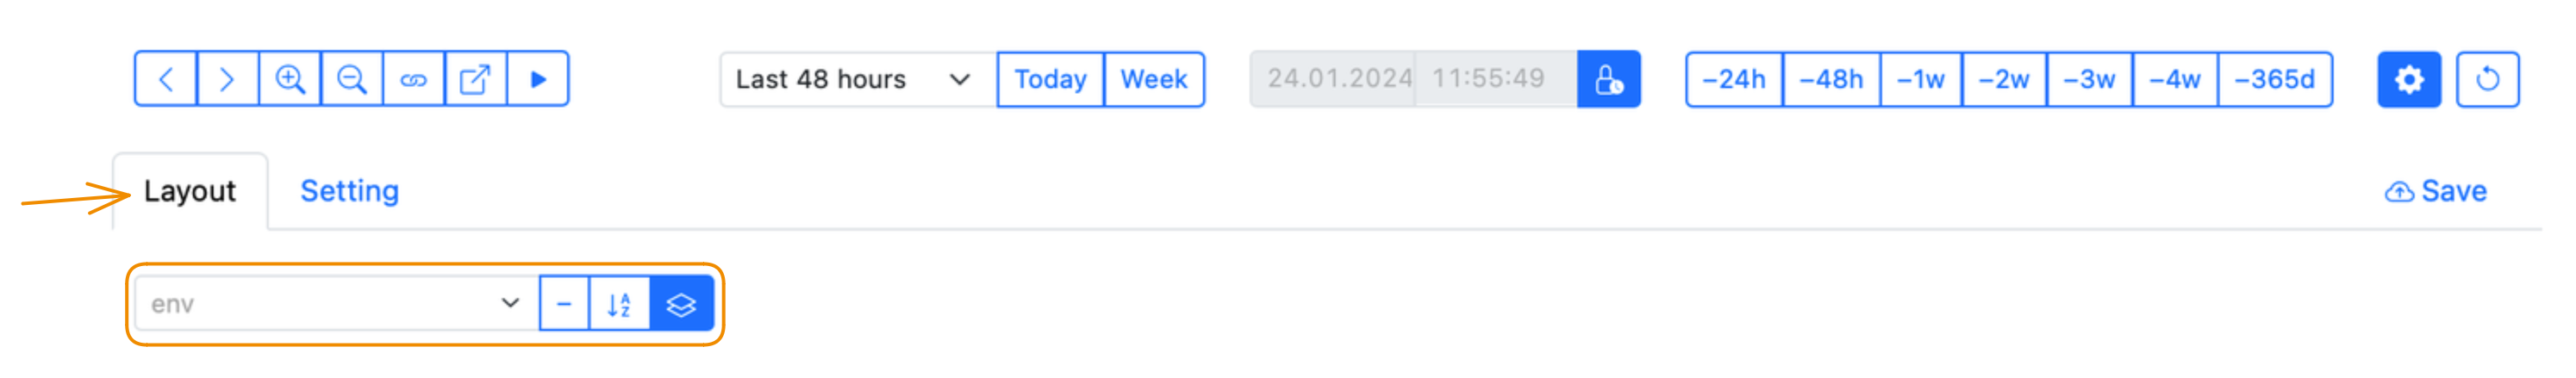 Last 48 hours Today Week 24.01.2024 11:55:49 –24h –48h –1w –2w –3w –4w –365d
Layout Setting Save
env – AZ